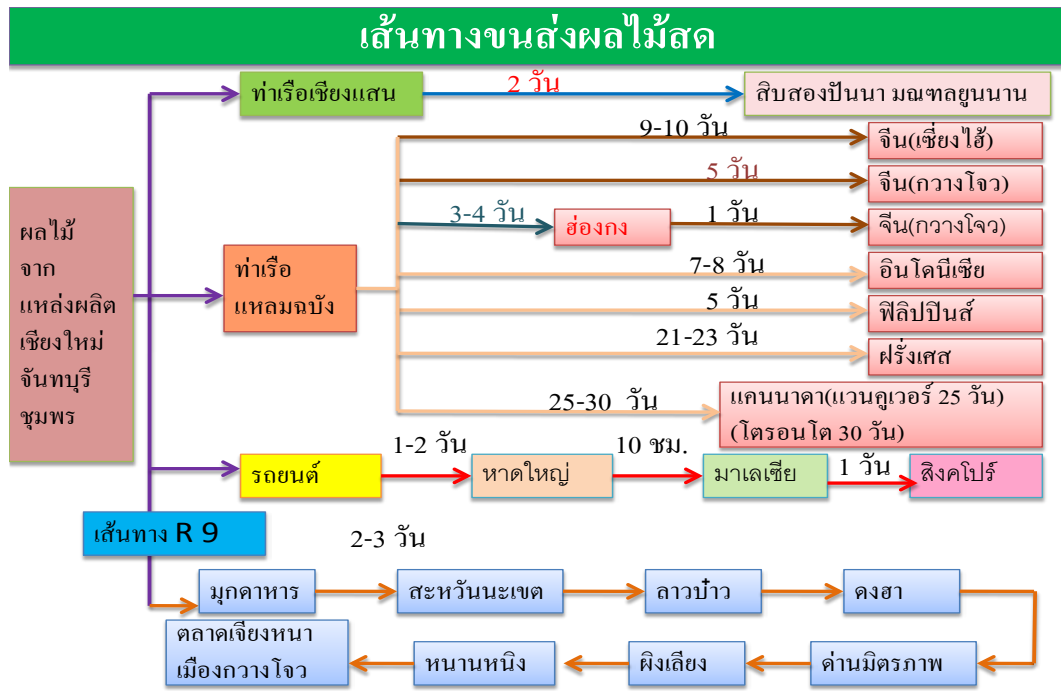 เส้นทางขนส่งผลไม้สด
ท่าเรือเชียงแสน
2 วัน
สิบสองปันนา มณฑลยูนนาน
ผลไม้
จาก
แหล่งผลิต
เชียงใหม่
จันทบุรี
ชุมพร
ท่าเรือ
แหลมฉบัง
9-10 วัน
จีน(เซี่ยงไฮ้)
5 วัน
จีน(กวางโจว)
3-4 วัน
ฮ่องกง
1 วัน
จีน(กวางโจว)
7-8 วัน
อินโดนีเซีย
5 วัน
ฟิลิปปินส์
21-23 วัน
ฝรั่งเศส
25-30 วัน
แคนนาดา(แวนคูเวอร์ 25 วัน)
(โตรอนโต 30 วัน)
รถยนต์
1-2 วัน
หาดใหญ่
10 ชม.
มาเลเซีย
1 วัน
สิงคโปร์
เส้นทาง R 9
2-3 วัน
มุกดาหาร
สะหวันนะเขต
ลาวบ๋าว
ดงฮา
ด่านมิตรภาพ
ผิงเสียง
หนานหนิง
ตลาดเจียงหนา
เมืองกวางโจว